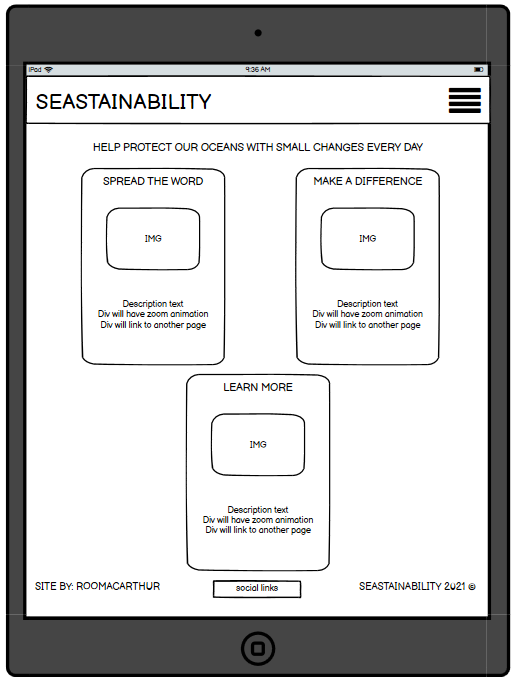 iPod
9:36 AM
SEASTAINABILITY
HELP PROTECT OUR OCEANS WITH SMALL CHANGES EVERY DAY
SPREAD THE WORD
IMG
Description text
Div will have zoom animation
Div will link to another page
MAKE A DIFFERENCE
IMG
Description text
Div will have zoom animation
Div will link to another page
LEARN MORE
IMG
Description text
Div will have zoom animation
Div will link to another page
SITE BY: ROOMACARTHUR
social links
SEASTAINABILITY 2021 ©